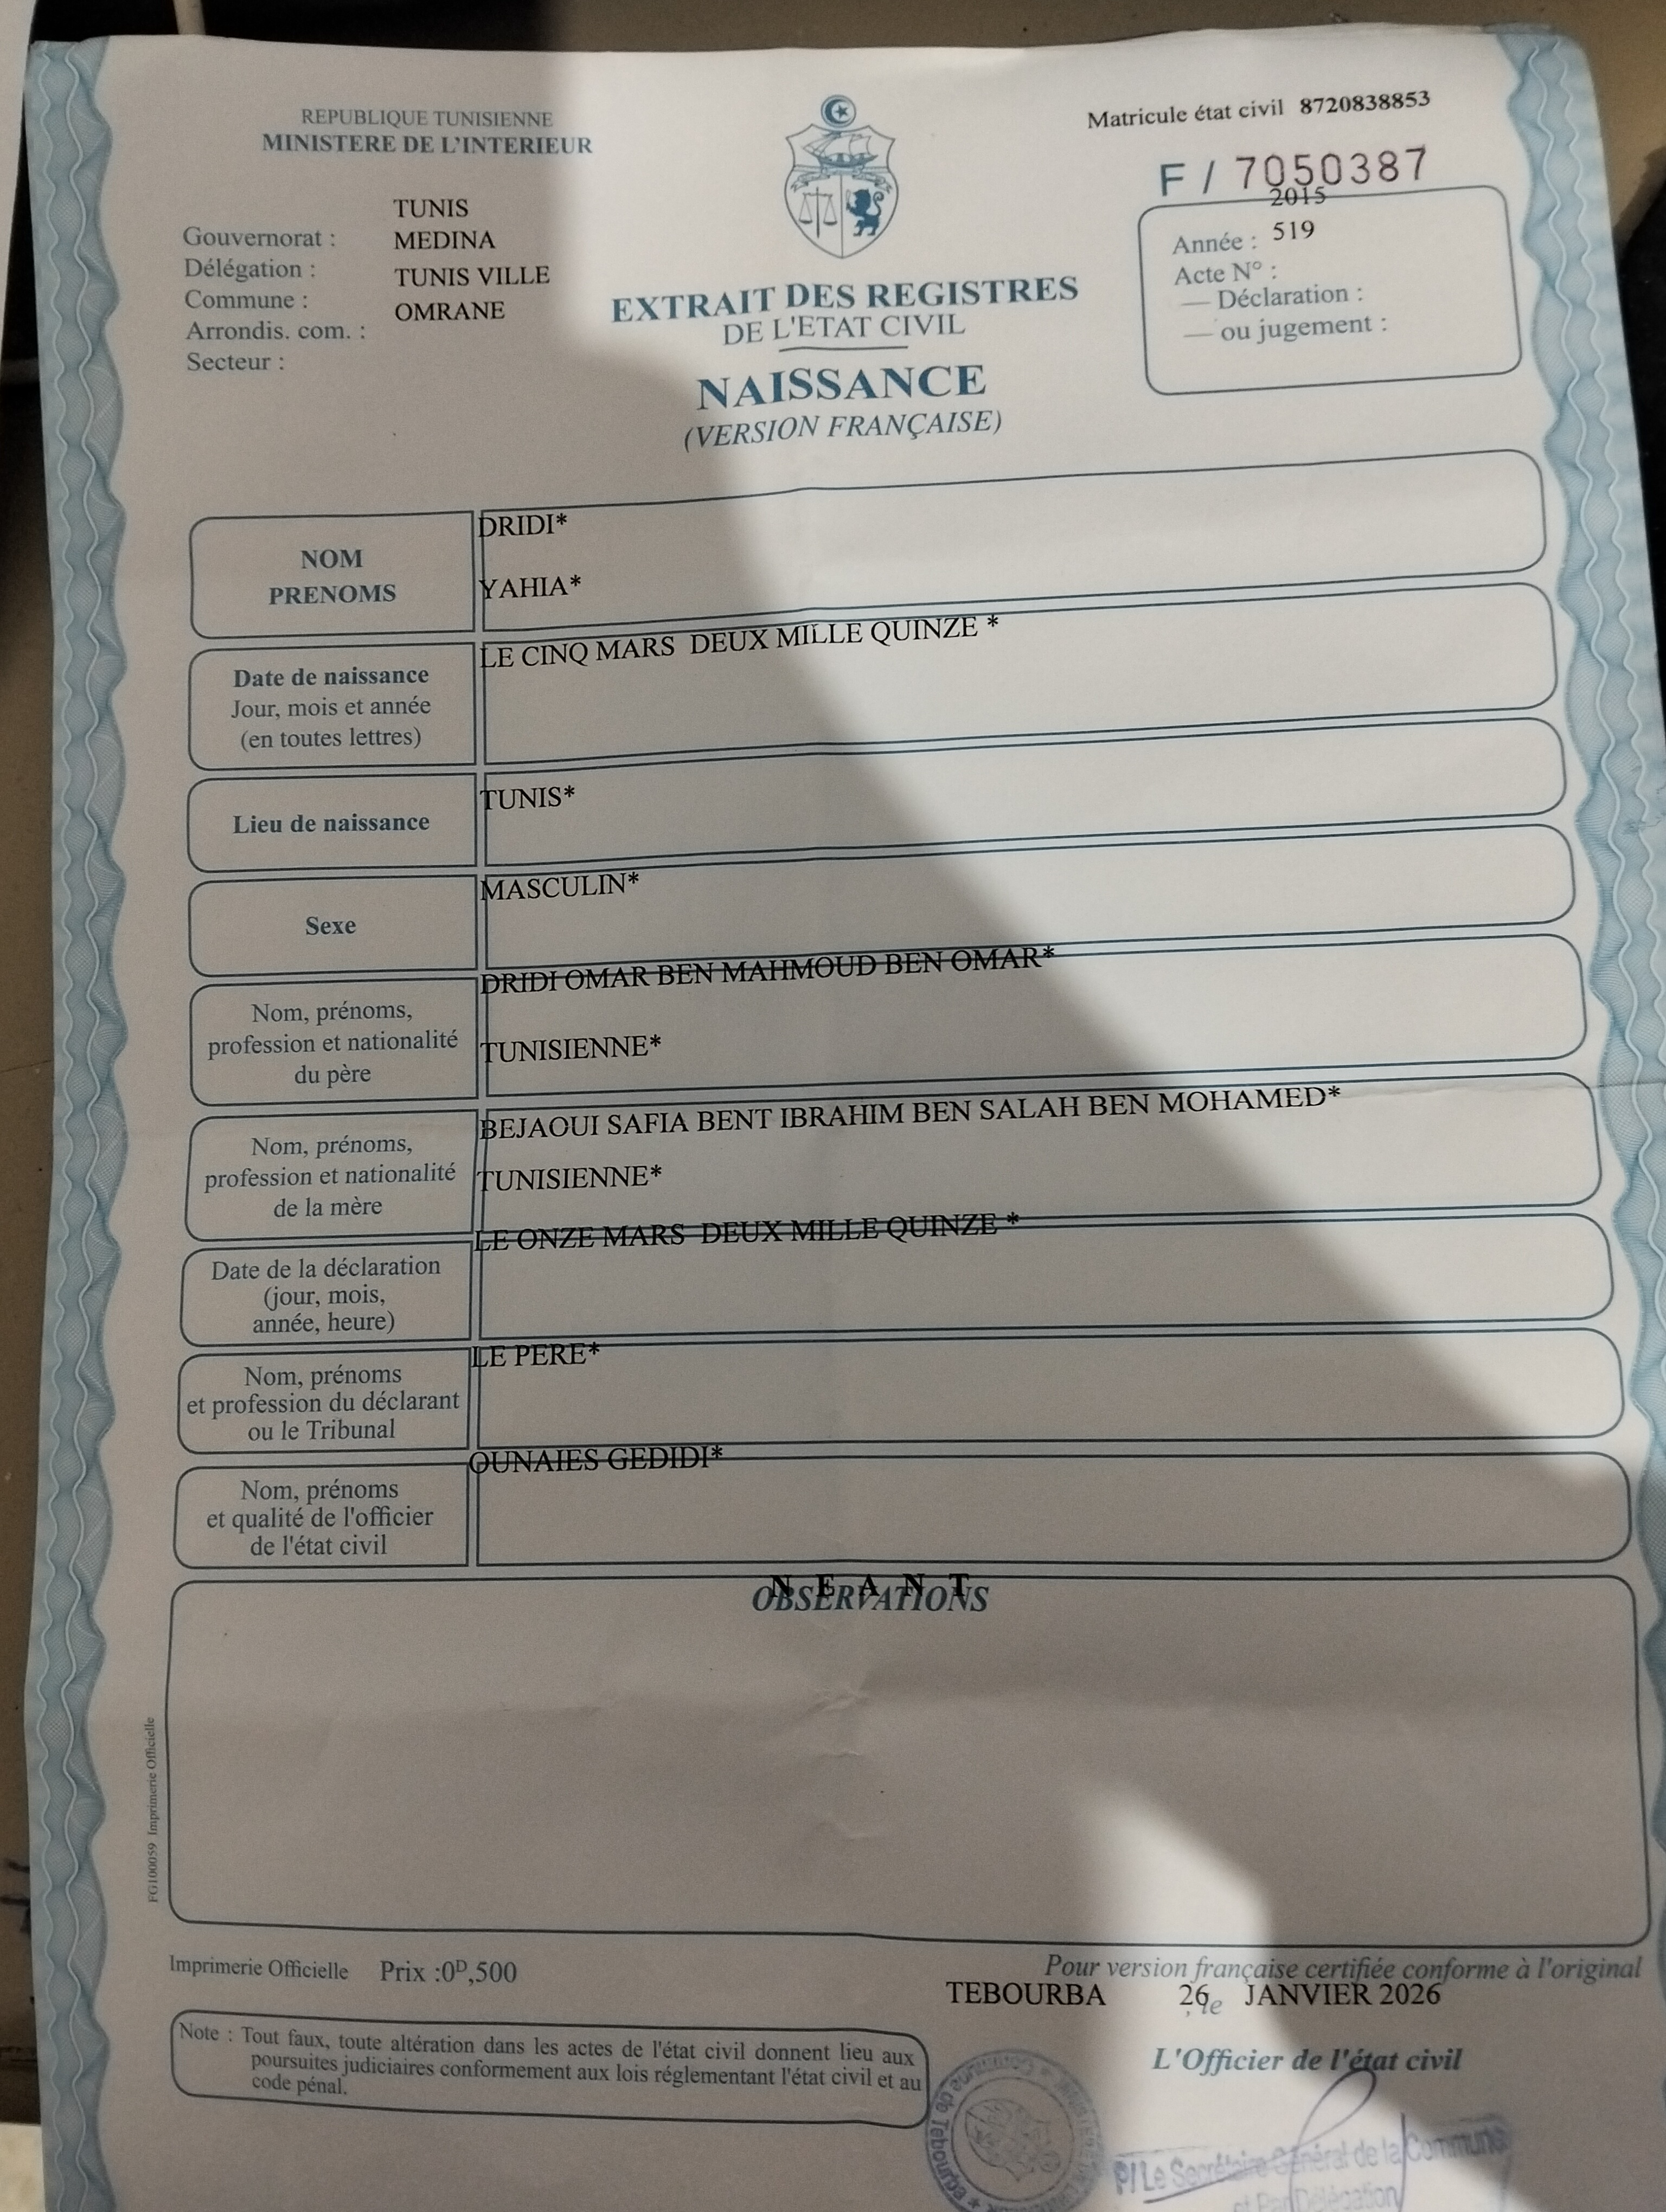 REPUBLIQUE TUNISIENNE
MINISTERE DE L'INTERIEUR
Matricule état civil 8720838853
F / 7050387
TUNIS
Gouvernorat : MEDINA
Délégation : TUNIS VILLE
Commune : OMRANE
Arrondis. com. :
Secteur :
2015
Année : 519
Acte N° :
— Déclaration :
— ou jugement :
EXTRAIT DES REGISTRES
DE L'ETAT CIVIL
NAISSANCE
(VERSION FRANÇAISE)
NOM
PRENOMS
DRIDI*
YAHIA*
Date de naissance
Jour, mois et année
(en toutes lettres)
LE CINQ MARS DEUX MILLE QUINZE *
Lieu de naissance
TUNIS*
Sexe
MASCULIN*
Nom, prénoms,
profession et nationalité
du père
DRIDI OMAR BEN MAHMOUD BEN OMAR*
TUNISIENNE*
Nom, prénoms,
profession et nationalité
de la mère
BEJAOUI SAFIA BENT IBRAHIM BEN SALAH BEN MOHAMED*
TUNISIENNE*
Date de la déclaration
(jour, mois,
année, heure)
LE ONZE MARS DEUX MILLE QUINZE *
Nom, prénoms
et profession du déclarant
ou le Tribunal
LE PERE*
Nom, prénoms
et qualité de l'officier
de l'état civil
OUNAIES GEDIDI*
N E A N T
OBSERVATIONS
FG100059 Imprimerie Officielle
Imprimerie Officielle Prix :0D,500
Pour version française certifiée conforme à l'original
TEBOURBA 26 le JANVIER 2026
Note : Tout faux, toute altération dans les actes de l'état civil donnent lieu aux
poursuites judiciaires conformement aux lois réglementant l'état civil et au
code pénal.
L'Officier de l'état civil
Commune de Tebourba
P/ Le Secrétaire Général de la Commune
et Par Délégation